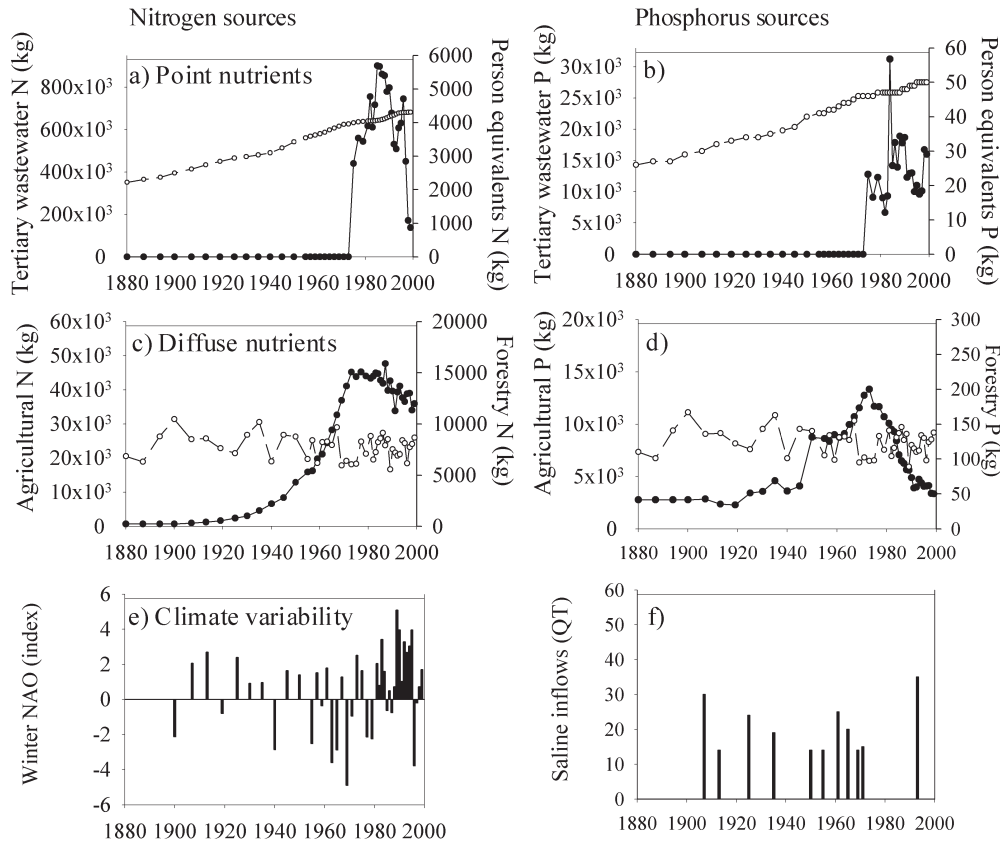 Nitrogen sources
Phosphorus sources
a) Point nutrients
Tertiary wastewater N (kg)
800x10³
600x10³
400x10³
200x10³
0
6000
5000
4000
3000
2000
1000
0
Person equivalents N (kg)
1880 1900 1920 1940 1960 1980 2000
b)
Tertiary wastewater P (kg)
30x10³
25x10³
20x10³
15x10³
10x10³
5x10³
0
60
50
40
30
20
10
0
Person equivalents P (kg)
1880 1900 1920 1940 1960 1980 2000
c) Diffuse nutrients
Agricultural N (kg)
60x10³
50x10³
40x10³
30x10³
20x10³
10x10³
0
20000
15000
10000
5000
0
Forestry N (kg)
1880 1900 1920 1940 1960 1980 2000
d)
Agricultural P (kg)
20x10³
15x10³
10x10³
5x10³
0
300
250
200
150
100
50
0
Forestry P (kg)
1880 1900 1920 1940 1960 1980 2000
e) Climate variability
Winter NAO (index)
6
4
2
0
-2
-4
-6
1880 1900 1920 1940 1960 1980 2000
f)
Saline inflows (QT)
60
50
40
30
20
10
0
1880 1900 1920 1940 1960 1980 2000